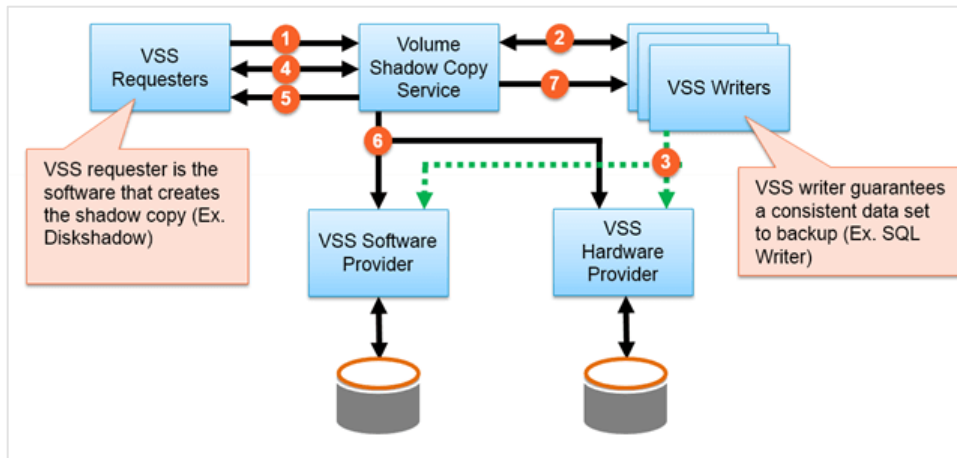 VSS
Requesters
1
4
5
Volume
Shadow Copy
Service
2
7
VSS Writers
6
3
VSS requester is the
software that creates
the shadow copy (Ex.
Diskshadow)
VSS writer guarantees
a consistent data set
to backup (Ex. SQL
Writer)
VSS Software
Provider
VSS
Hardware
Provider